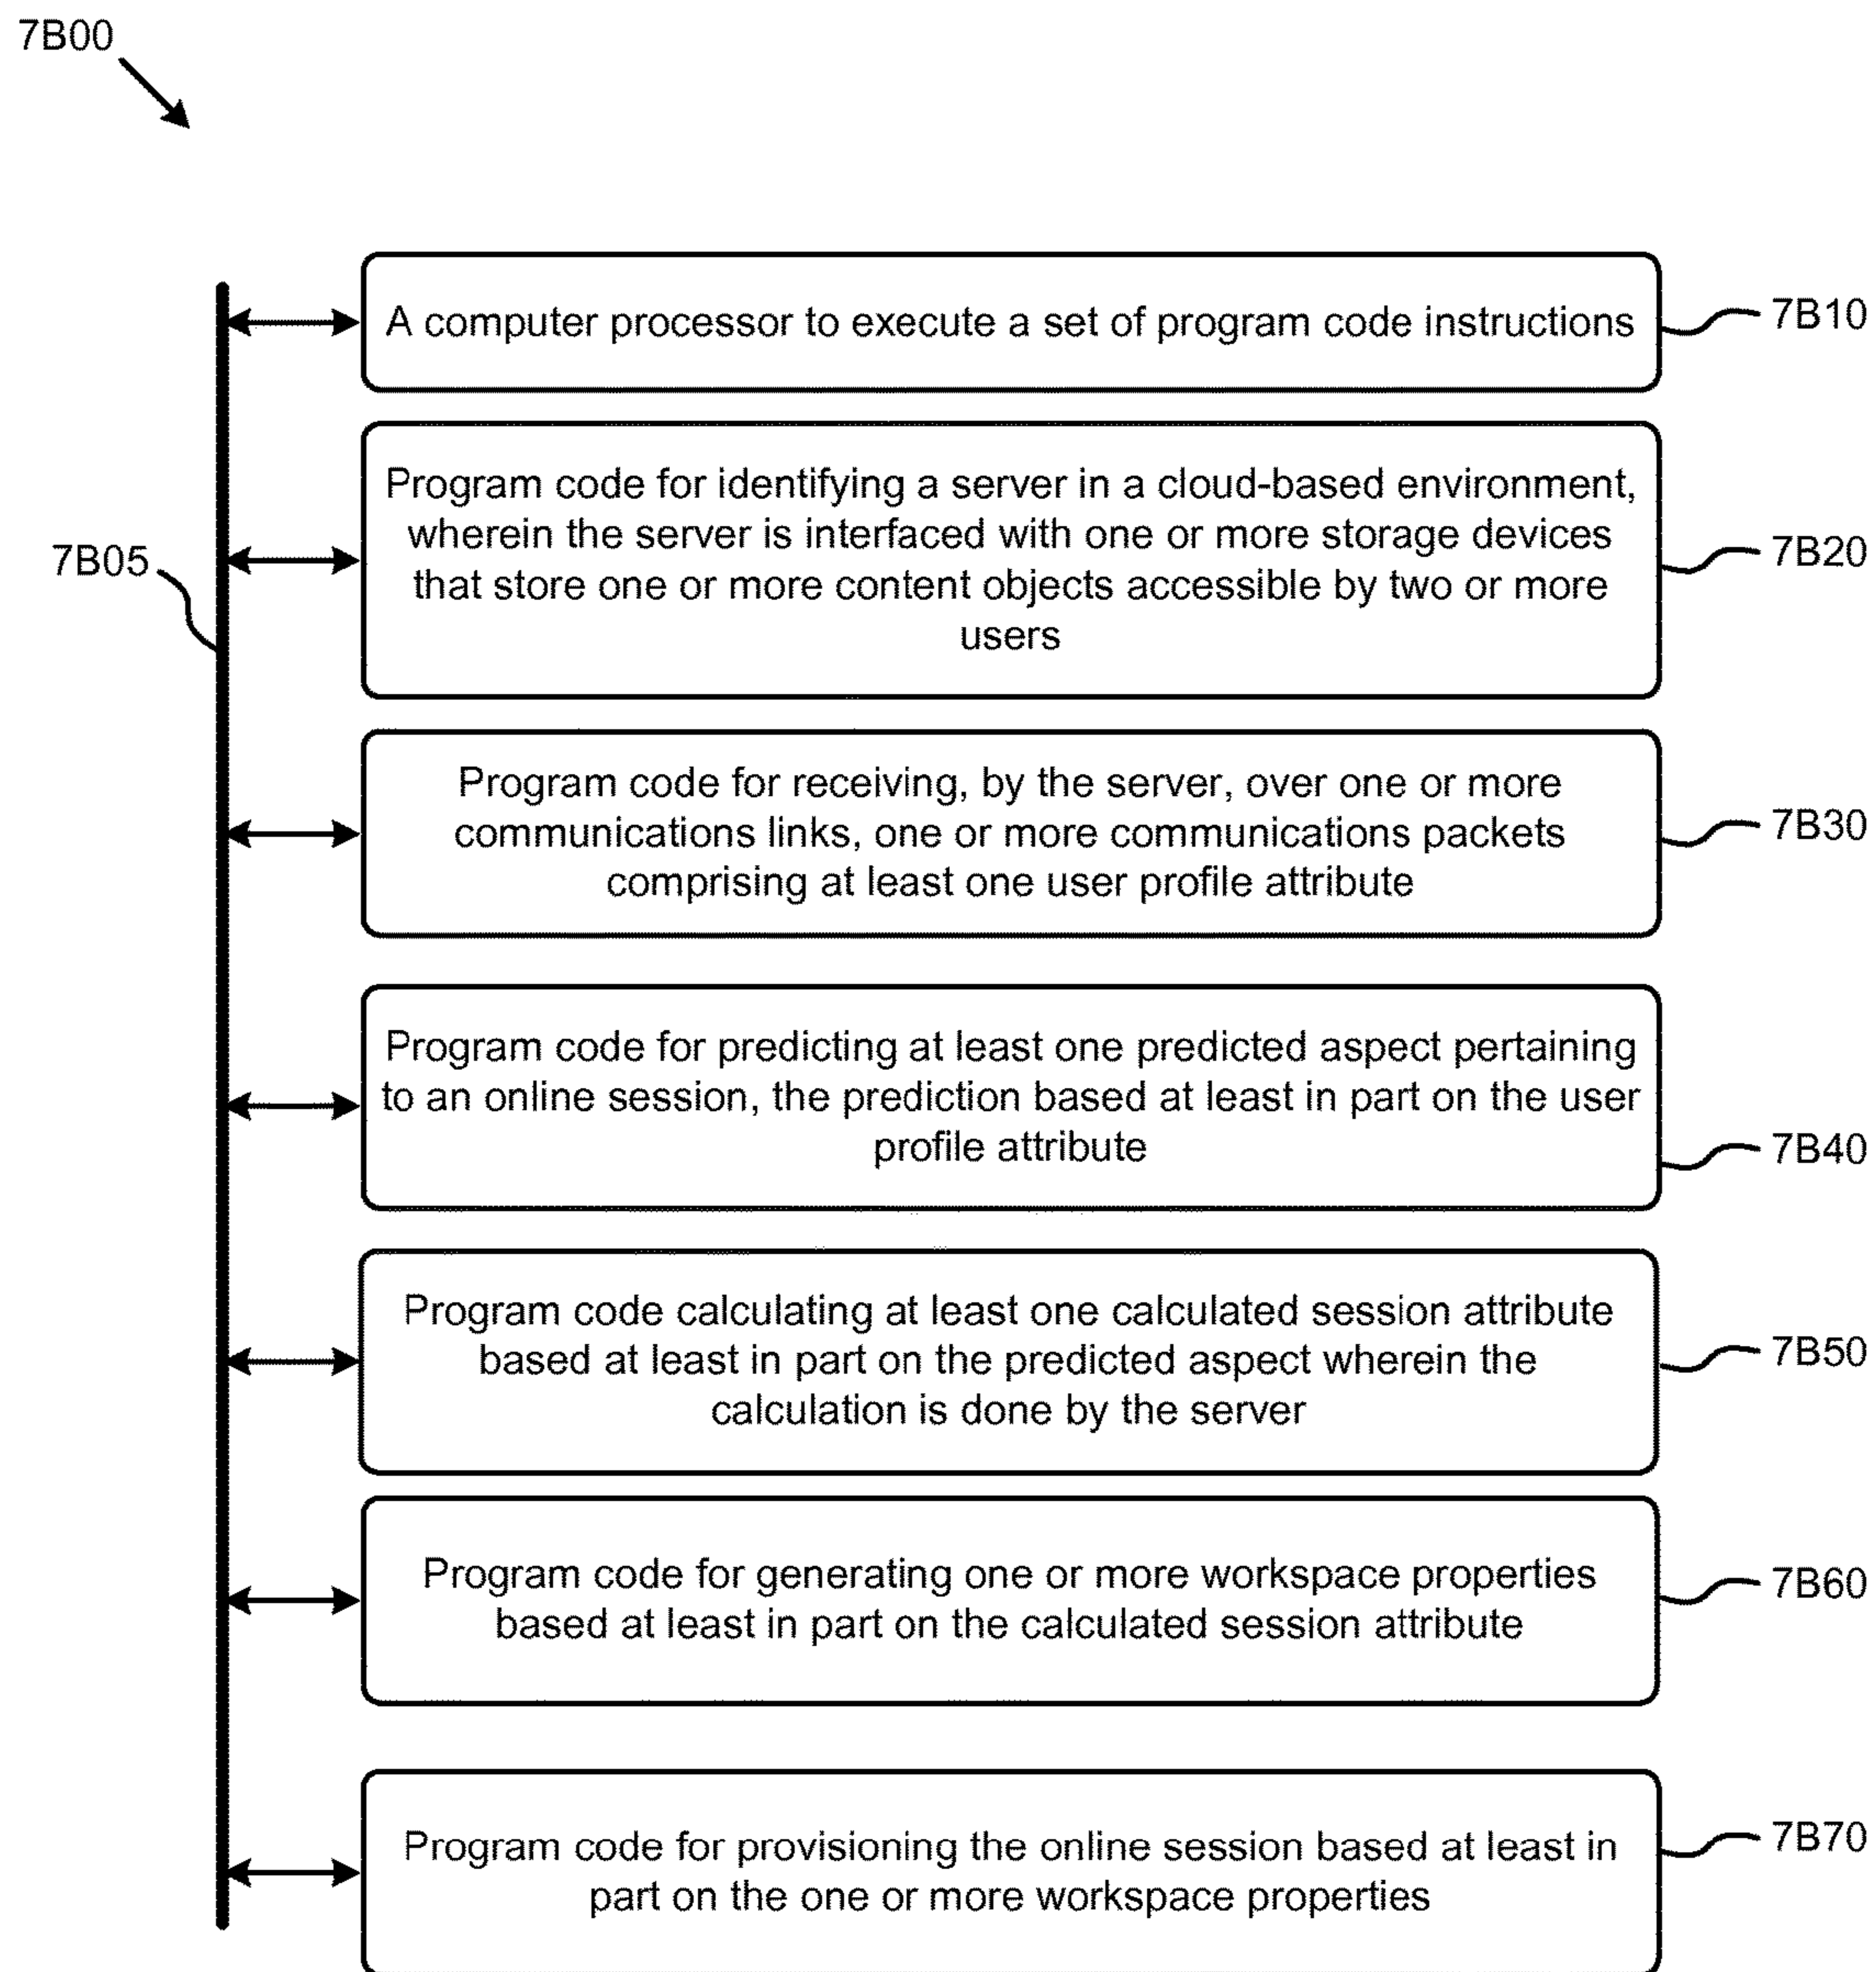 7B00
A computer processor to execute a set of program code instructions
7B10
Program code for identifying a server in a cloud-based environment,
wherein the server is interfaced with one or more storage devices
that store one or more content objects accessible by two or more
users
7B20
7B05
Program code for receiving, by the server, over one or more
communications links, one or more communications packets
comprising at least one user profile attribute
7B30
Program code for predicting at least one predicted aspect pertaining
to an online session, the prediction based at least in part on the user
profile attribute
7B40
Program code calculating at least one calculated session attribute
based at least in part on the predicted aspect wherein the
calculation is done by the server
7B50
Program code for generating one or more workspace properties
based at least in part on the calculated session attribute
7B60
Program code for provisioning the online session based at least in
part on the one or more workspace properties
7B70